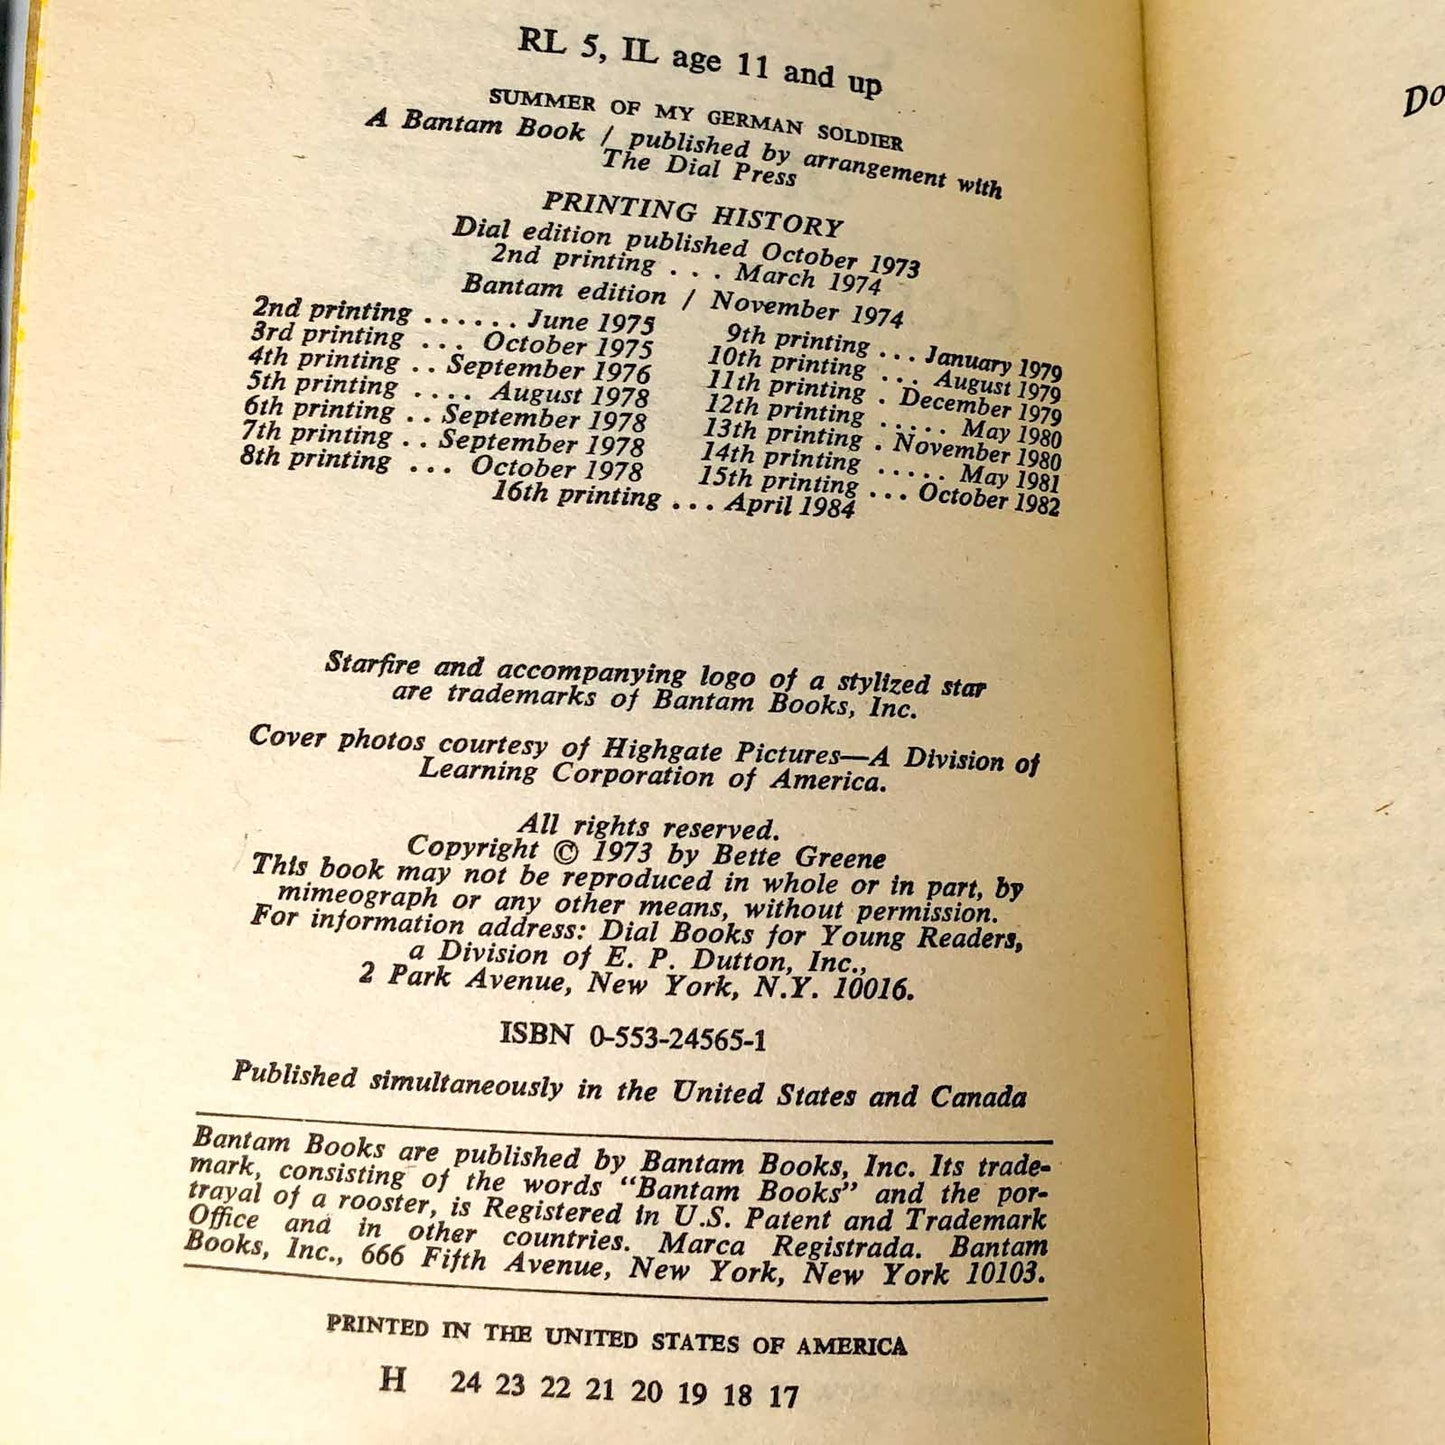 RL 5, IL age 11 and up
SUMMER OF MY GERMAN SOLDIER
A Bantam Book / published by arrangement with
The Dial Press
PRINTING HISTORY
Dial edition published October 1973
2nd printing . . . March 1974
Bantam edition / November 1974
2nd printing . . . . . . June 1975
3rd printing . . . October 1975
4th printing . . September 1976
5th printing . . . . August 1978
6th printing . . September 1978
7th printing . . September 1978
8th printing . . . October 1978
9th printing . . . January 1979
10th printing . . . August 1979
11th printing . December 1979
12th printing . . . . . May 1980
13th printing . November 1980
14th printing . . . . . May 1981
15th printing . . . October 1982
16th printing . . . April 1984
Starfire and accompanying logo of a stylized star
are trademarks of Bantam Books, Inc.
Cover photos courtesy of Highgate Pictures—A Division of
Learning Corporation of America.
All rights reserved.
Copyright © 1973 by Bette Greene
This book may not be reproduced in whole or in part, by
mimeograph or any other means, without permission.
For information address: Dial Books for Young Readers,
a Division of E. P. Dutton, Inc.,
2 Park Avenue, New York, N.Y. 10016.
ISBN 0-553-24565-1
Published simultaneously in the United States and Canada
Bantam Books are published by Bantam Books, Inc. Its trade-
mark, consisting of the words "Bantam Books" and the por-
trayal of a rooster, is Registered in U.S. Patent and Trademark
Office and in other countries. Marca Registrada. Bantam
Books, Inc., 666 Fifth Avenue, New York, New York 10103.
PRINTED IN THE UNITED STATES OF AMERICA
H 24 23 22 21 20 19 18 17